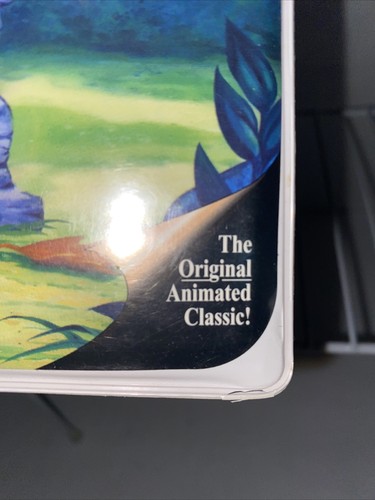 The
Original
Animated
Classic!